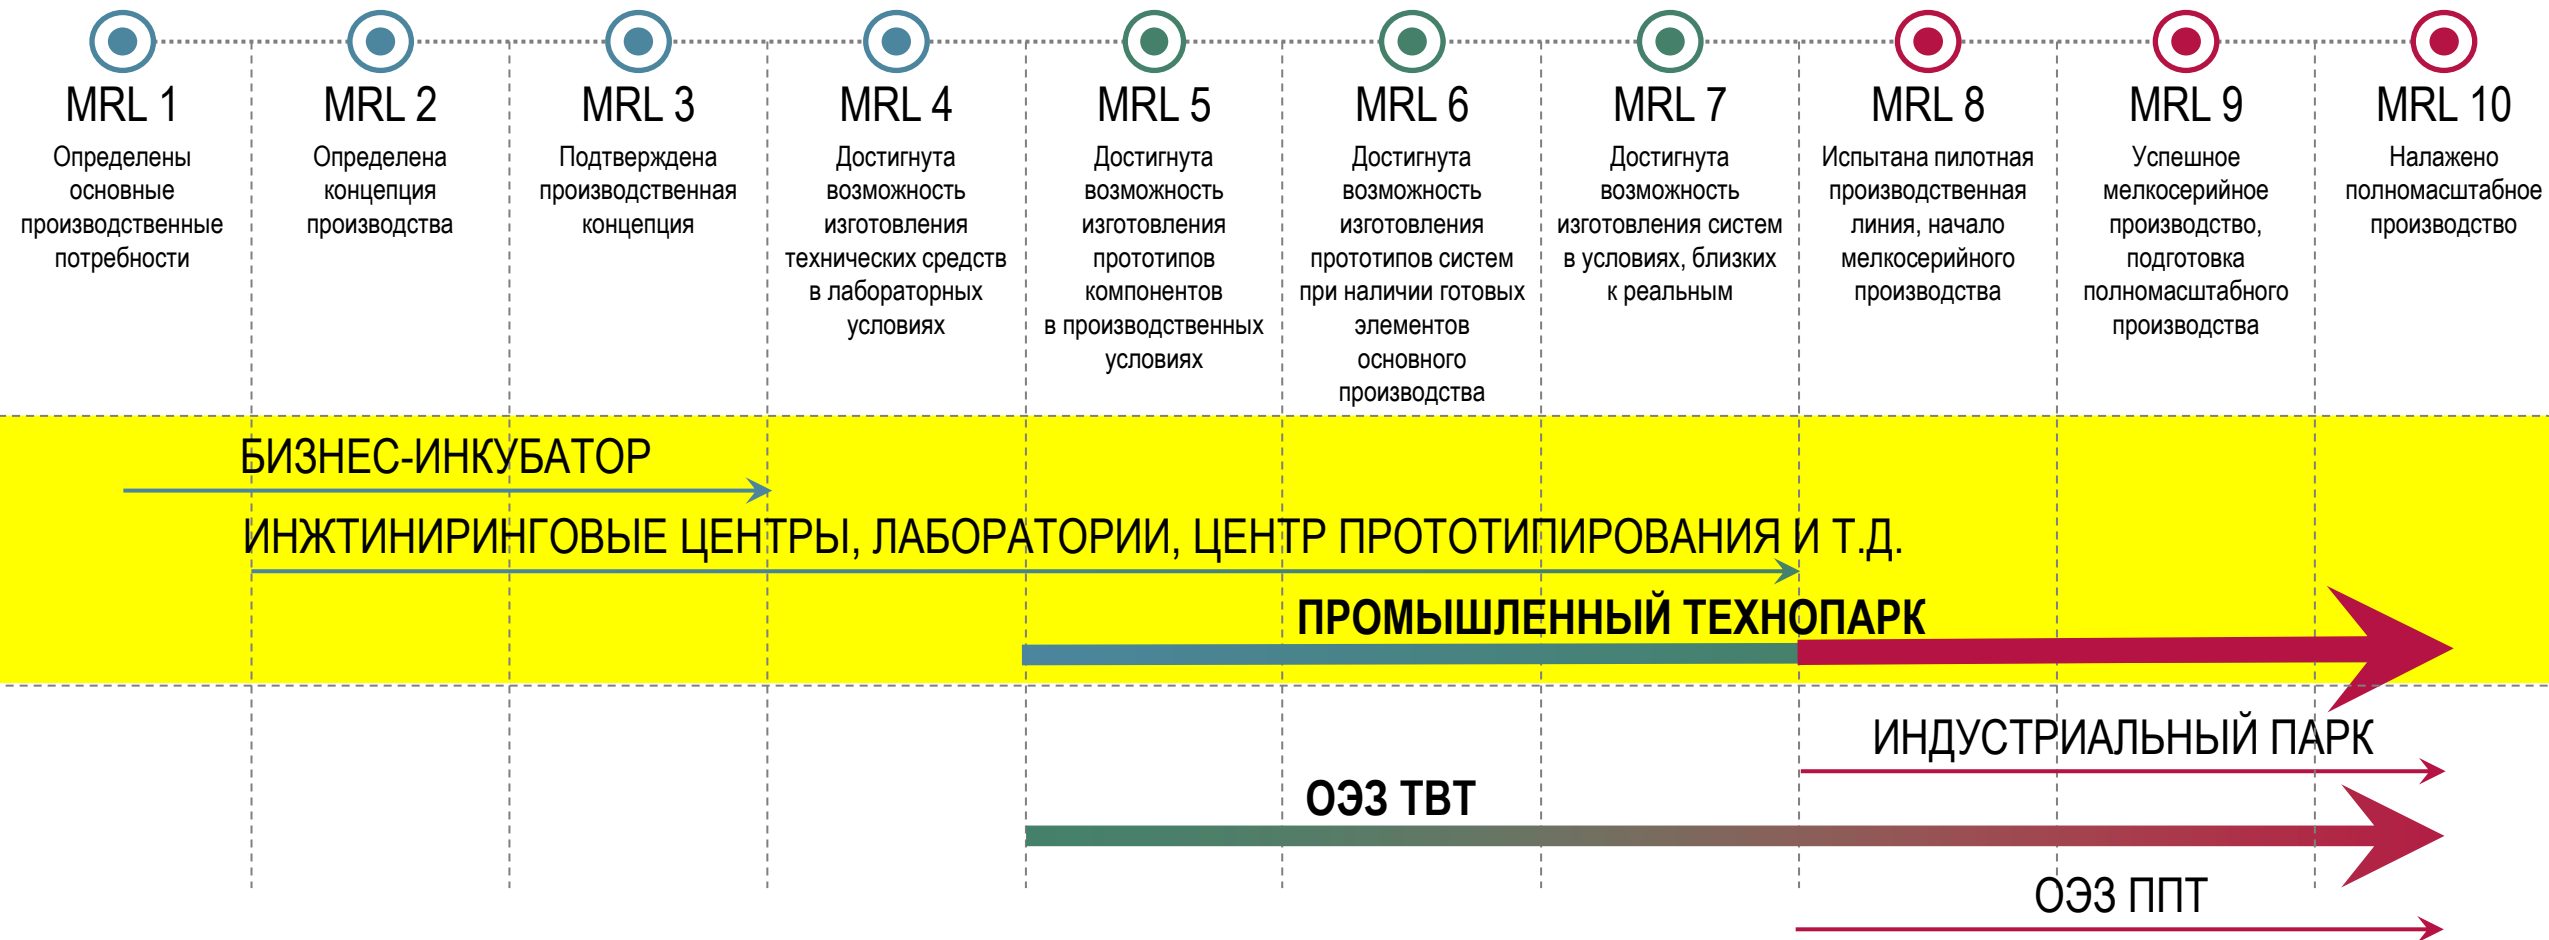 MRL 1
Определены
основные
производственные
потребности
MRL 2
Определена
концепция
производства
MRL 3
Подтверждена
производственная
концепция
MRL 4
Достигнута
возможность
изготовления
технических средств
в лабораторных
условиях
MRL 5
Достигнута
возможность
изготовления
прототипов
компонентов
в производственных
условиях
MRL 6
Достигнута
возможность
изготовления
прототипов систем
при наличии готовых
элементов
основного
производства
MRL 7
Достигнута
возможность
изготовления систем
в условиях, близких
к реальным
MRL 8
Испытана пилотная
производственная
линия, начало
мелкосерийного
производства
MRL 9
Успешное
мелкосерийное
производство,
подготовка
полномасштабного
производства
MRL 10
Налажено
полномасштабное
производство
БИЗНЕС-ИНКУБАТОР
ИНЖТИНИРИНГОВЫЕ ЦЕНТРЫ, ЛАБОРАТОРИИ, ЦЕНТР ПРОТОТИПИРОВАНИЯ И Т.Д.
ПРОМЫШЛЕННЫЙ ТЕХНОПАРК
ИНДУСТРИАЛЬНЫЙ ПАРК
ОЭЗ ТВТ
ОЭЗ ППТ